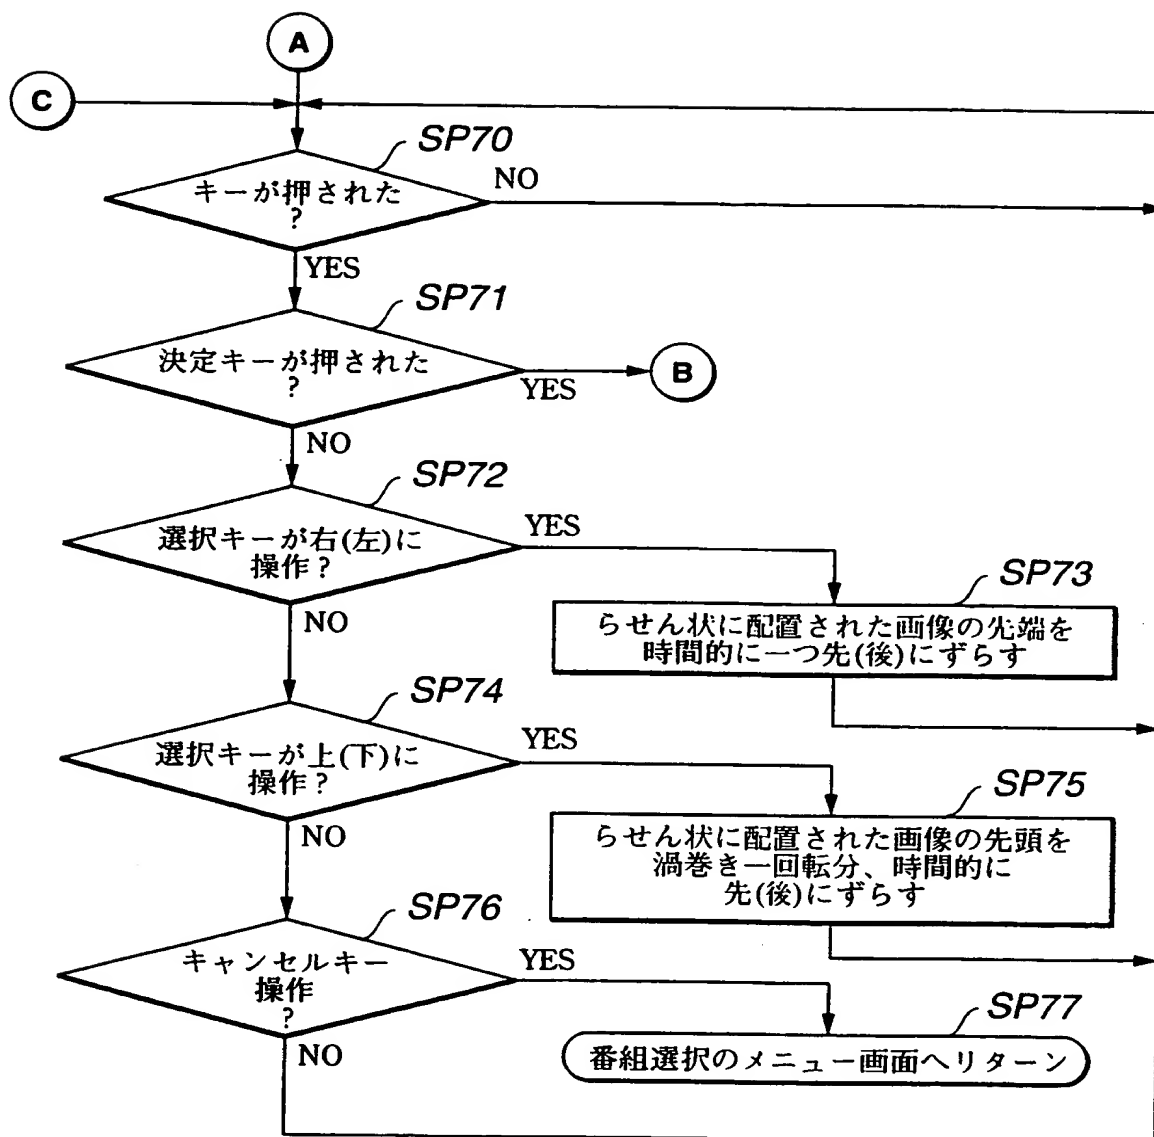 A
C
SP70
キーが押された
?
NO
YES
SP71
決定キーが押された
?
YES
B
NO
SP72
選択キーが右(左)に
操作?
YES
NO
SP73
らせん状に配置された画像の先端を
時間的に一つ先(後)にずらす
SP74
選択キーが上(下)に
操作?
YES
NO
SP75
らせん状に配置された画像の先頭を
渦巻き一回転分、時間的に
先(後)にずらす
SP76
キャンセルキー
操作
?
YES
NO
SP77
番組選択のメニュー画面へリターン